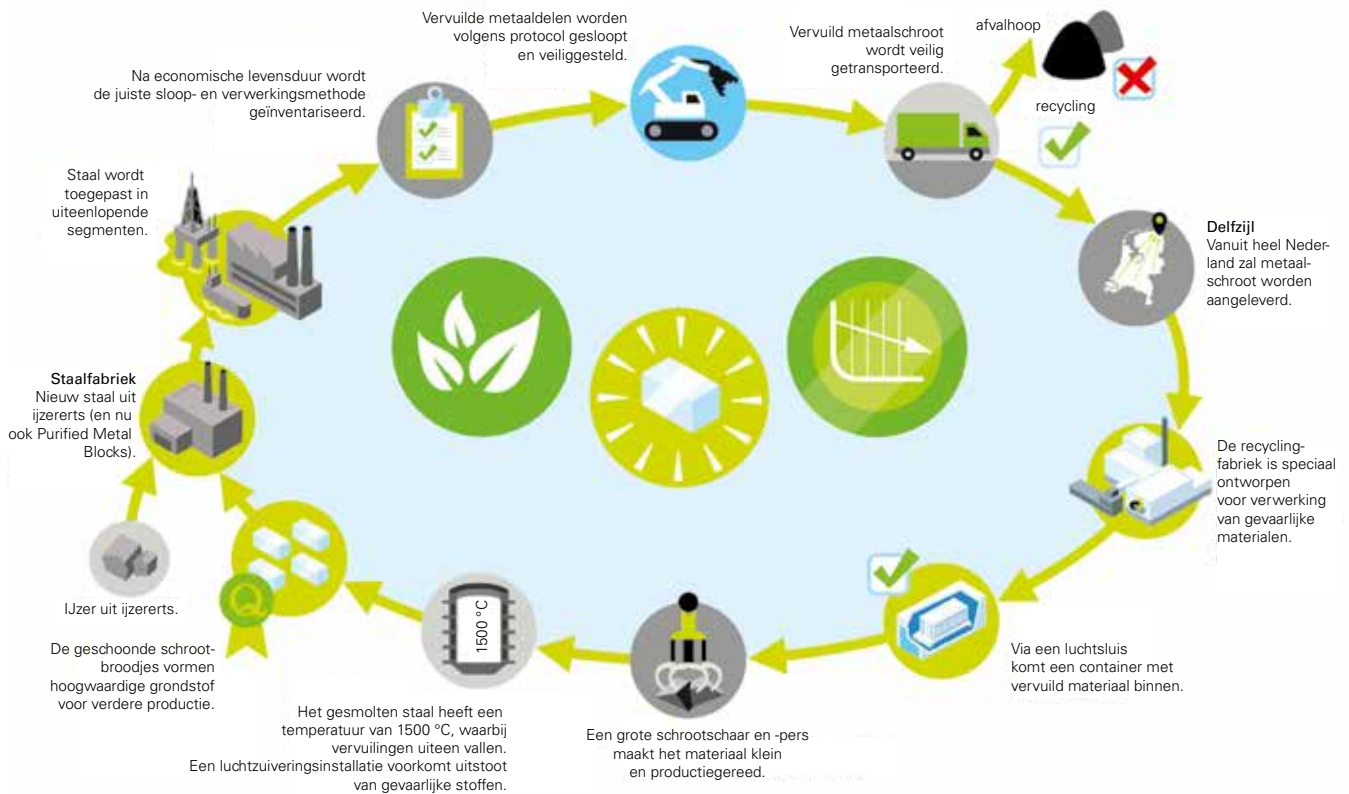 Vervuilde metaaldelen worden
volgens protocol gesloopt
en veiliggesteld.
Vervuild metaalschroot
wordt veilig
getransporteerd.
afvalhoop
recycling
Na economische levensduur wordt
de juiste sloop- en verwerkingsmethode
geïnventariseerd.
Staal wordt
toegepast in
uiteenlopende
segmenten.
Delfzijl
Vanuit heel Neder-
land zal metaal-
schroot worden
aangeleverd.
Staalfabriek
Nieuw staal uit
ijzererts (en nu
ook Purified Metal
Blocks).
De recycling-
fabriek is speciaal
ontworpen
voor verwerking
van gevaarlijke
materialen.
IJzer uit ijzererts.
Q
De geschoonde schroot-
broodjes vormen
hoogwaardige grondstof
voor verdere productie.
1500 °C
Het gesmolten staal heeft een
temperatuur van 1500 °C, waarbij
vervuilingen uiteen vallen.
Een luchtzuiveringsinstallatie voorkomt uitstoot
van gevaarlijke stoffen.
Een grote schrootschaar en -pers
maakt het materiaal klein
en productiegereed.
Via een luchtsluis
komt een container met
vervuild materiaal binnen.